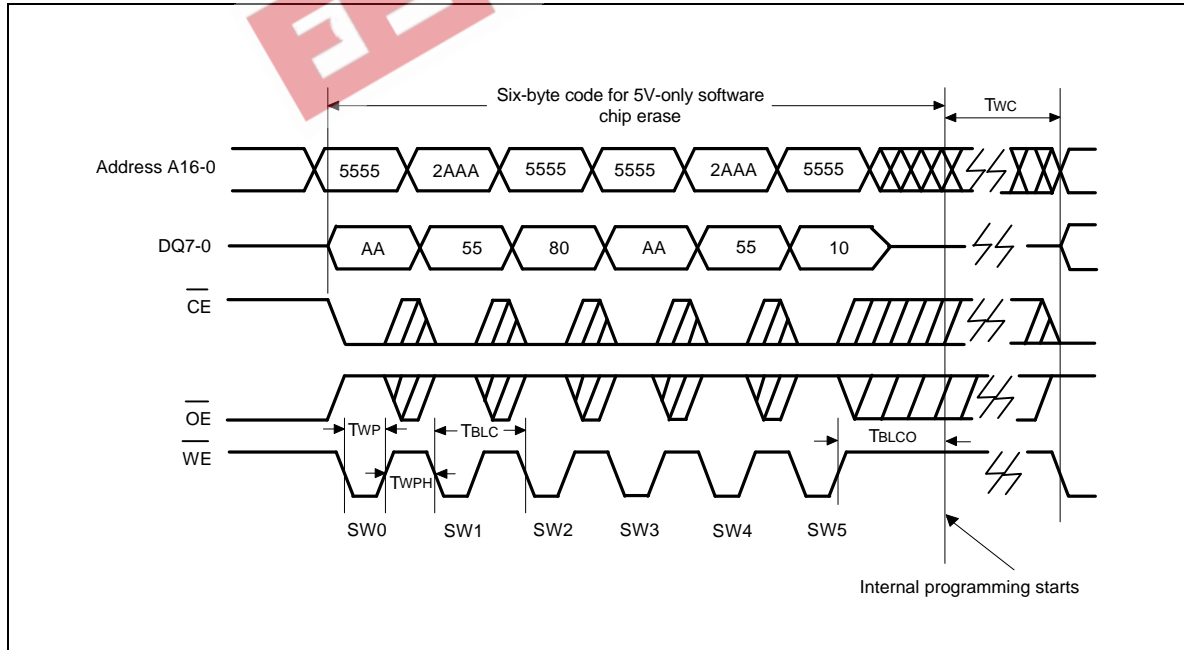 Six-byte code for 5V-only software
chip erase
TWC
Address A16-0
5555 2AAA 5555 5555 2AAA 5555
DQ7-0
AA 55 80 AA 55 10
CE
OE
TWP TBLC TBLCO
WE
TWPH
SW0 SW1 SW2 SW3 SW4 SW5
Internal programming starts